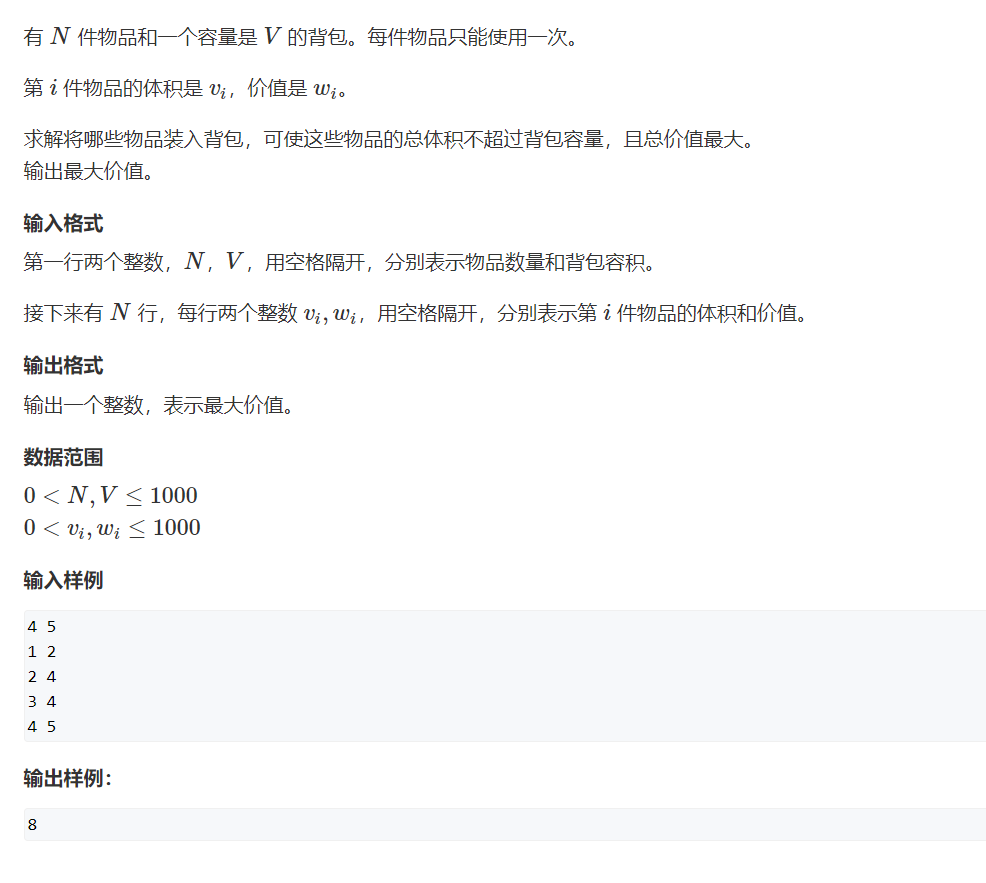 有 N 件物品和一个容量是 V 的背包。每件物品只能使用一次。
第 i 件物品的体积是 vᵢ，价值是 wᵢ。
求解将哪些物品装入背包，可使这些物品的总体积不超过背包容量，且总价值最大。
输出最大价值。
输入格式
第一行两个整数，N，V，用空格隔开，分别表示物品数量和背包容积。
接下来有 N 行，每行两个整数 vᵢ, wᵢ，用空格隔开，分别表示第 i 件物品的体积和价值。
输出格式
输出一个整数，表示最大价值。
数据范围
0 < N, V ≤ 1000
0 < vᵢ, wᵢ ≤ 1000
输入样例
4 5
1 2
2 4
3 4
4 5
输出样例：
8